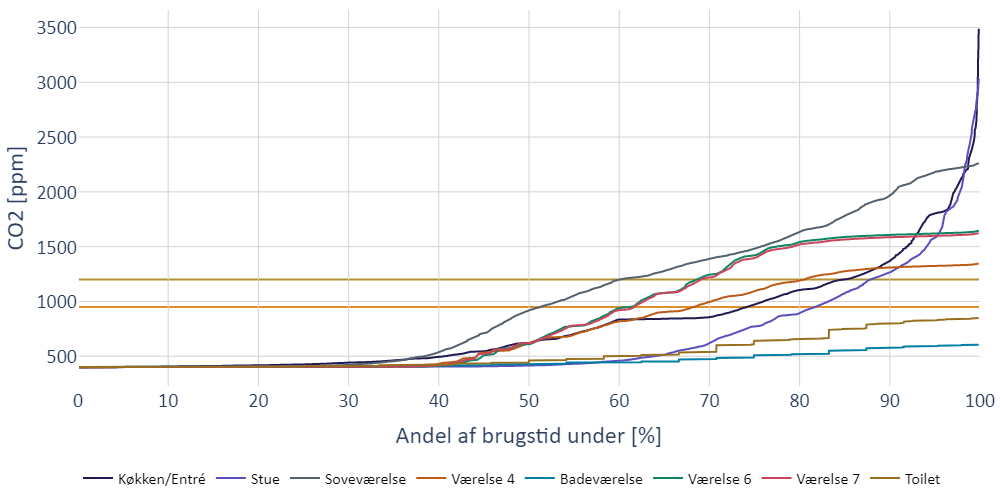 3500
3000
2500
2000
1500
1000
500
CO2 [ppm]
0 10 20 30 40 50 60 70 80 90 100
Andel af brugstid under [%]
Køkken/Entré Stue Soveværelse Værelse 4 Badeværelse Værelse 6 Værelse 7 Toilet